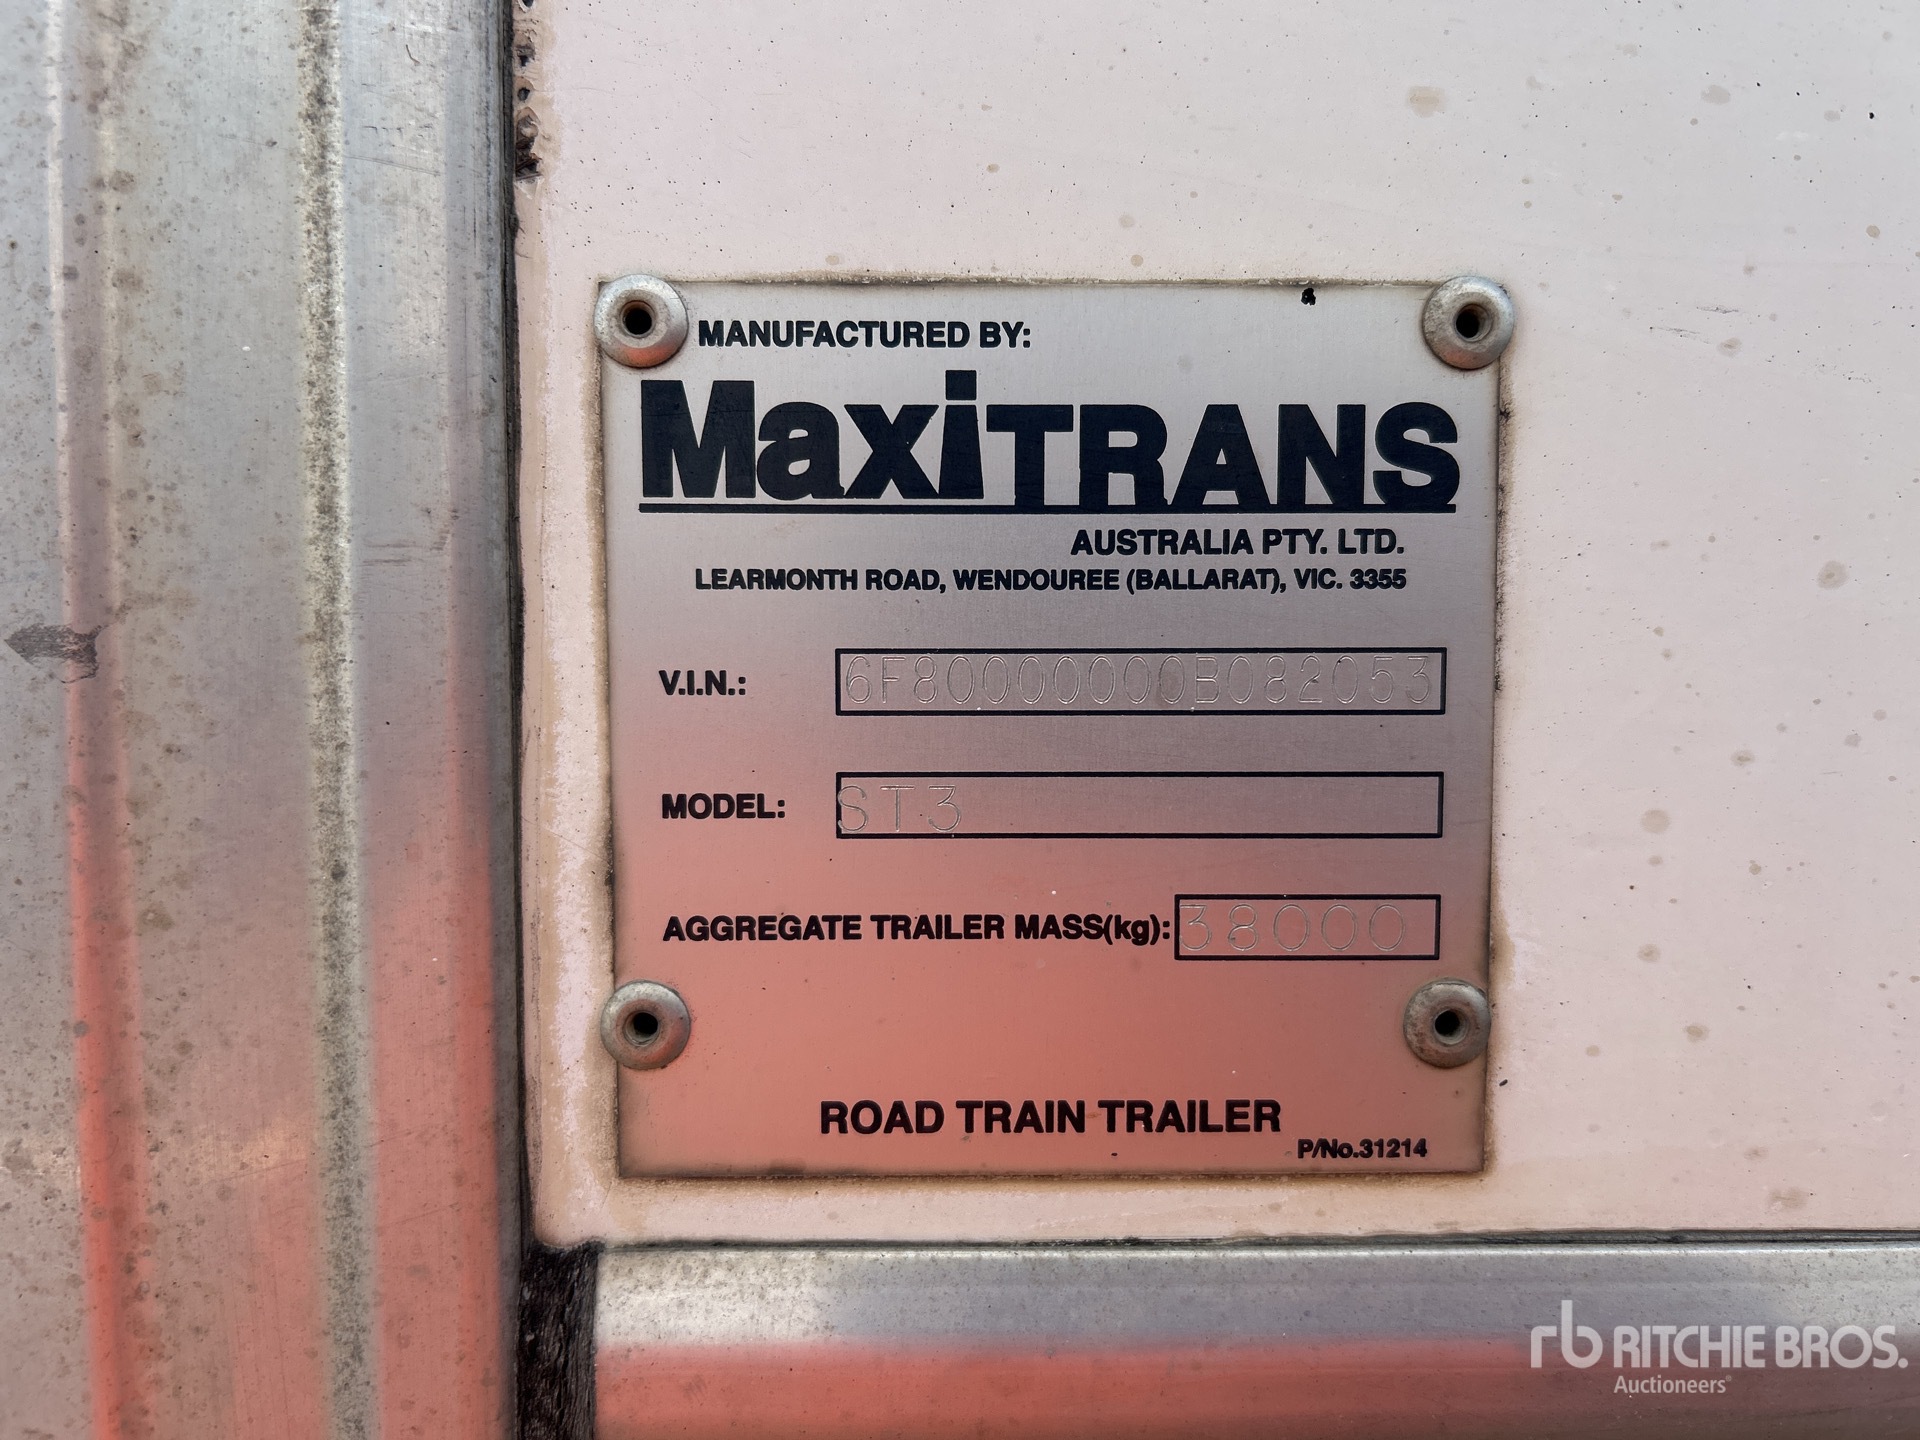 MANUFACTURED BY:
MaxiTRANS
AUSTRALIA PTY. LTD.
LEARMONTH ROAD, WENDOUREE (BALLARAT), VIC. 3355
V.I.N.: 6F80000000B082053
MODEL: ST3
AGGREGATE TRAILER MASS(kg): 38000
ROAD TRAIN TRAILER
P/No.31214
rb RITCHIE BROS.
Auctioneers